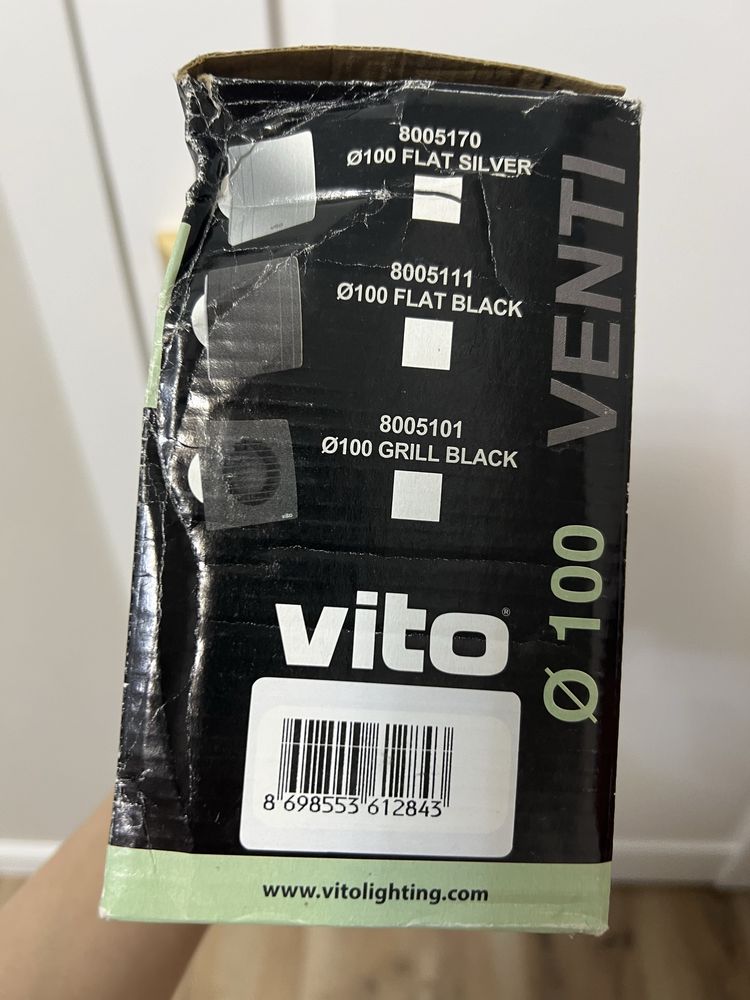 8005170
Ø100 FLAT SILVER
8005111
Ø100 FLAT BLACK
8005101
Ø100 GRILL BLACK
VENTI
Ø 100
vito®
8 698553 612843
www.vitolighting.com